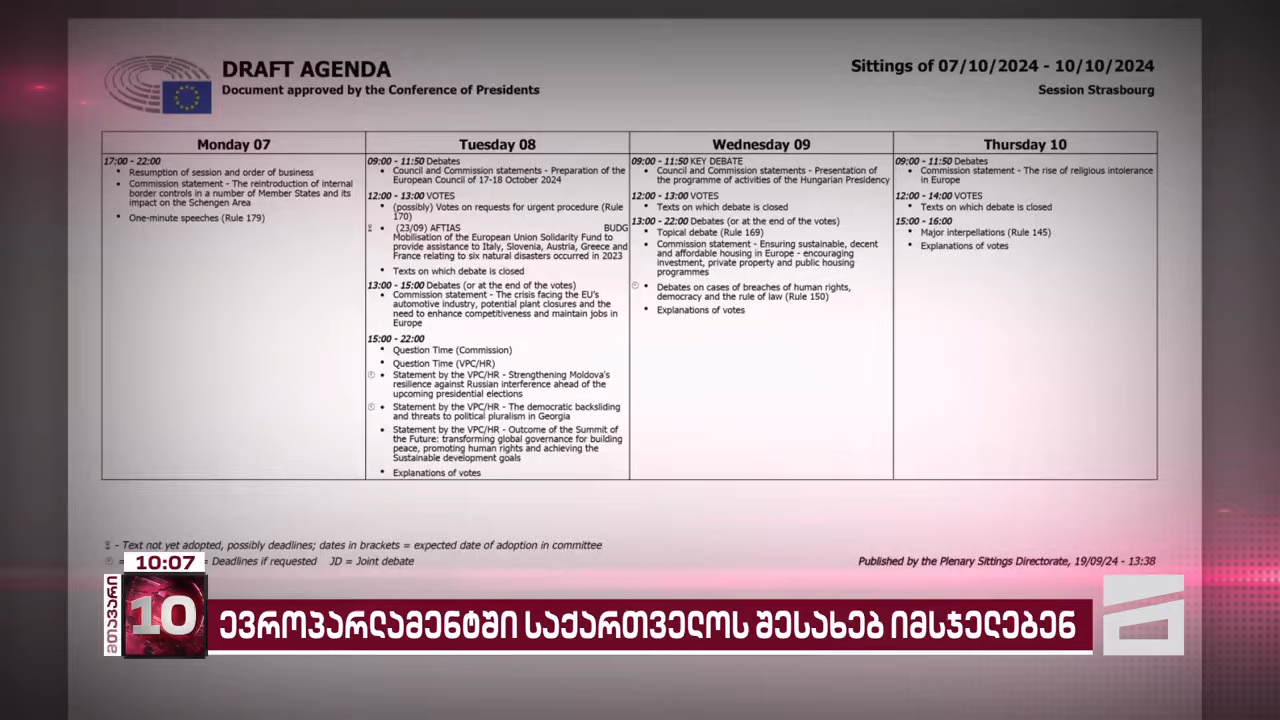 DRAFT AGENDA
Document approved by the Conference of Presidents
Sittings of 07/10/2024 - 10/10/2024
Session Strasbourg
Monday 07
17:00 - 22:00
• Resumption of session and order of business
• Commission statement - The reintroduction of internal
border controls in a number of Member States and its
impact on the Schengen Area
• One-minute speeches (Rule 179)
Tuesday 08
09:00 - 11:50 Debates
• Council and Commission statements - Preparation of the
European Council of 17-18 October 2024
12:00 - 13:00 VOTES
• (possibly) Votes on requests for urgent procedure (Rule
170)
• (23/09) AFTIAS BUDG
Mobilisation of the European Union Solidarity Fund to
provide assistance to Italy, Slovenia, Austria, Greece and
France relating to six natural disasters occurred in 2023
• Texts on which debate is closed
13:00 - 15:00 Debates (or at the end of the votes)
• Commission statement - The crisis facing the EU's
automotive industry, potential plant closures and the
need to enhance competitiveness and maintain jobs in
Europe
15:00 - 22:00
• Question Time (Commission)
• Question Time (VPC/HR)
• Statement by the VPC/HR - Strengthening Moldova's
resilience against Russian interference ahead of the
upcoming presidential elections
• Statement by the VPC/HR - The democratic backsliding
and threats to political pluralism in Georgia
• Statement by the VPC/HR - Outcome of the Summit of
the Future: transforming global governance for building
peace, promoting human rights and achieving the
Sustainable development goals
• Explanations of votes
Wednesday 09
09:00 - 11:50 KEY DEBATE
• Council and Commission statements - Presentation of
the programme of activities of the Hungarian Presidency
12:00 - 13:00 VOTES
• Texts on which debate is closed
13:00 - 22:00 Debates (or at the end of the votes)
• Topical debate (Rule 169)
• Commission statement - Ensuring sustainable, decent
and affordable housing in Europe - encouraging
investment, private property and public housing
programmes
• Debates on cases of breaches of human rights,
democracy and the rule of law (Rule 150)
• Explanations of votes
Thursday 10
09:00 - 11:50 Debates
• Commission statement - The rise of religious intolerance
in Europe
12:00 - 14:00 VOTES
• Texts on which debate is closed
15:00 - 16:00
• Major interpellations (Rule 145)
• Explanations of votes
- Text not yet adopted, possibly deadlines; dates in brackets = expected date of adoption in committee
= Deadlines if requested JD = Joint debate
Published by the Plenary Sittings Directorate, 19/09/24 - 13:38
10:07
მთავარი
10
ევროპარლამენტში საქართველოს შესახებ იმსჯელებენ